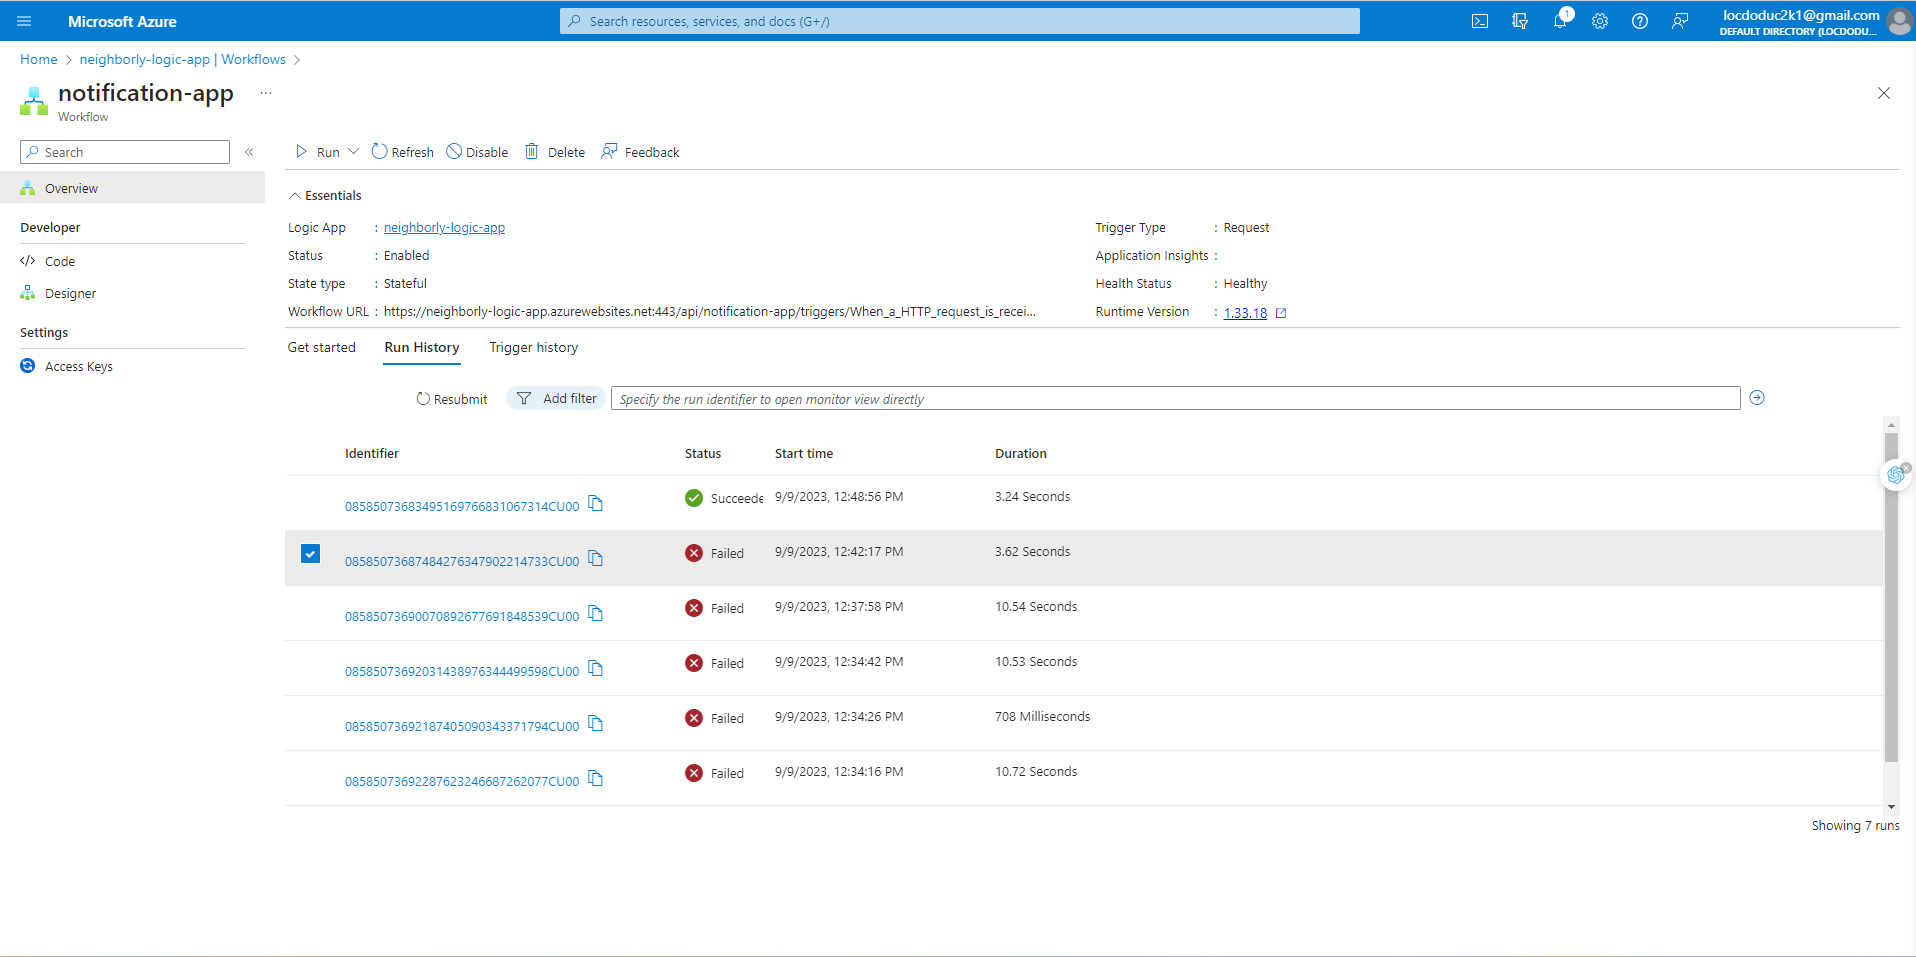 Microsoft Azure
Search resources, services, and docs (G+/)
1
locdoduc2k1@gmail.com
DEFAULT DIRECTORY (LOCDODU...
Home > neighborly-logic-app | Workflows >
notification-app ...
Workflow
Search «
Run Refresh Disable Delete Feedback
Overview
Developer
Code
Designer
Settings
Access Keys
Essentials
Logic App : neighborly-logic-app
Status : Enabled
State type : Stateful
Workflow URL : https://neighborly-logic-app.azurewebsites.net:443/api/notification-app/triggers/When_a_HTTP_request_is_recei...
Trigger Type : Request
Application Insights :
Health Status : Healthy
Runtime Version : 1.33.18
Get started Run History Trigger history
Resubmit Add filter Specify the run identifier to open monitor view directly
Identifier Status Start time Duration
08585073683495169766831067314CU00 Succeede 9/9/2023, 12:48:56 PM 3.24 Seconds
08585073687484276347902214733CU00 Failed 9/9/2023, 12:42:17 PM 3.62 Seconds
08585073690070892677691848539CU00 Failed 9/9/2023, 12:37:58 PM 10.54 Seconds
08585073692031438976344499598CU00 Failed 9/9/2023, 12:34:42 PM 10.53 Seconds
08585073692187405090343371794CU00 Failed 9/9/2023, 12:34:26 PM 708 Milliseconds
08585073692287623246687262077CU00 Failed 9/9/2023, 12:34:16 PM 10.72 Seconds
Showing 7 runs